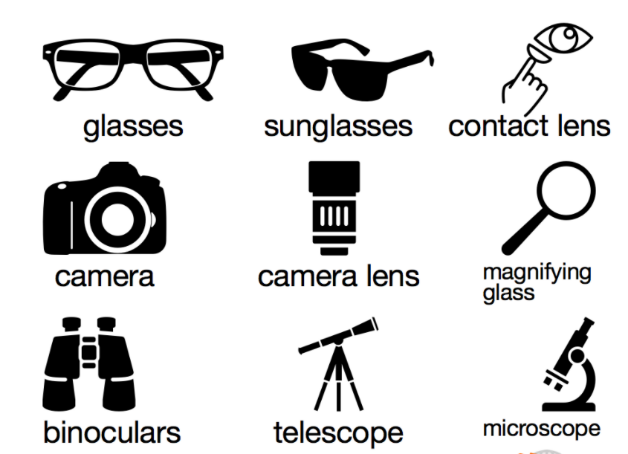 glasses
sunglasses
contact lens
camera
camera lens
magnifying
glass
binoculars
telescope
microscope